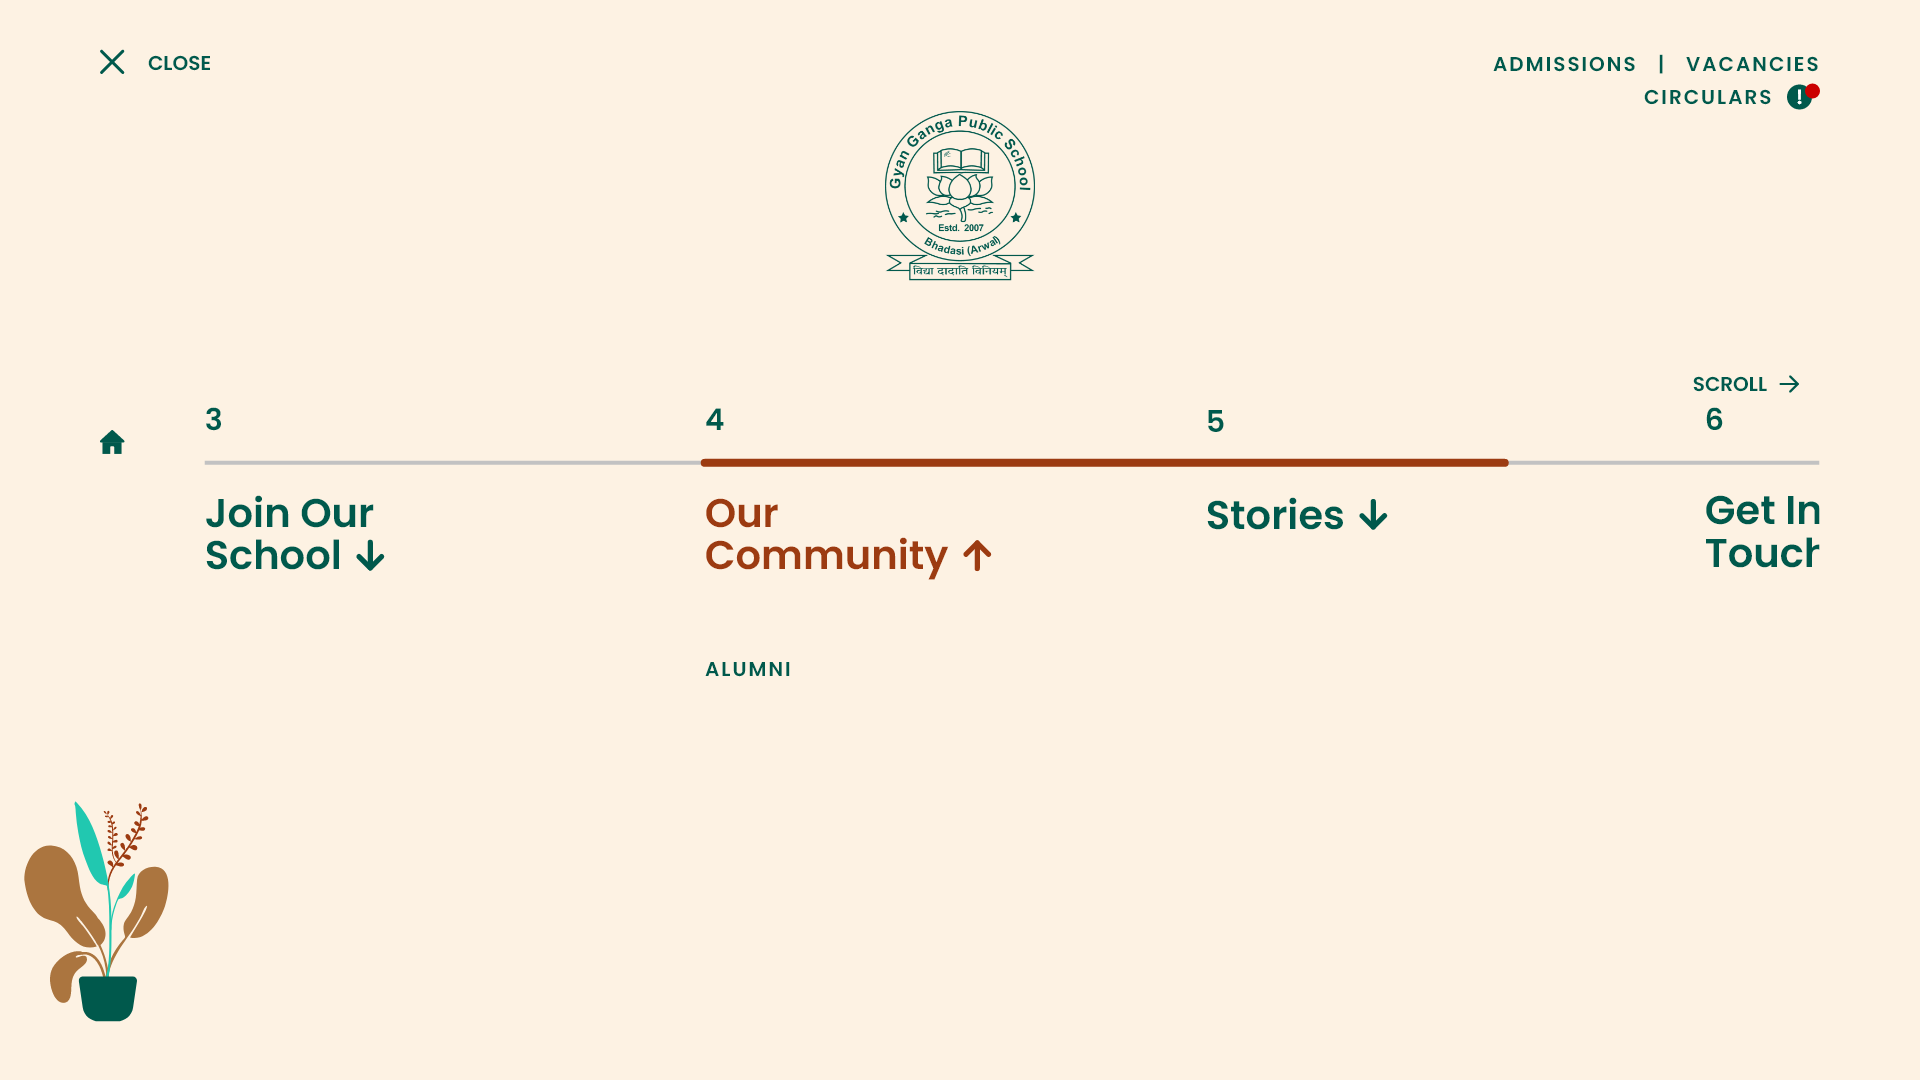 CLOSE
ADMISSIONS | VACANCIES
CIRCULARS
Gyan Ganga Public School
Estd. 2007
Bhadasi (Arwal)
विद्या दादाति विनियम्
SCROLL
3
4
5
6
Join Our
School
Our
Community
Stories
Get In
Touch
ALUMNI